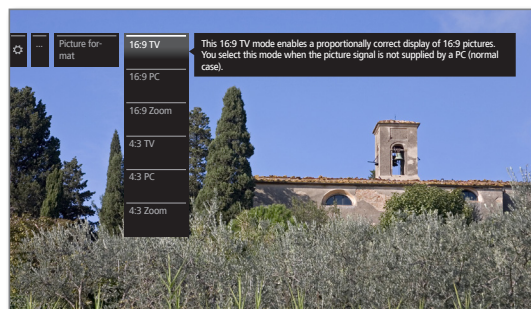 ...
Picture for-
mat
16:9 TV
This 16:9 TV mode enables a proportionally correct display of 16:9 pictures.
You select this mode when the picture signal is not supplied by a PC (normal
case).
16:9 PC
16:9 Zoom
4:3 TV
4:3 PC
4:3 Zoom